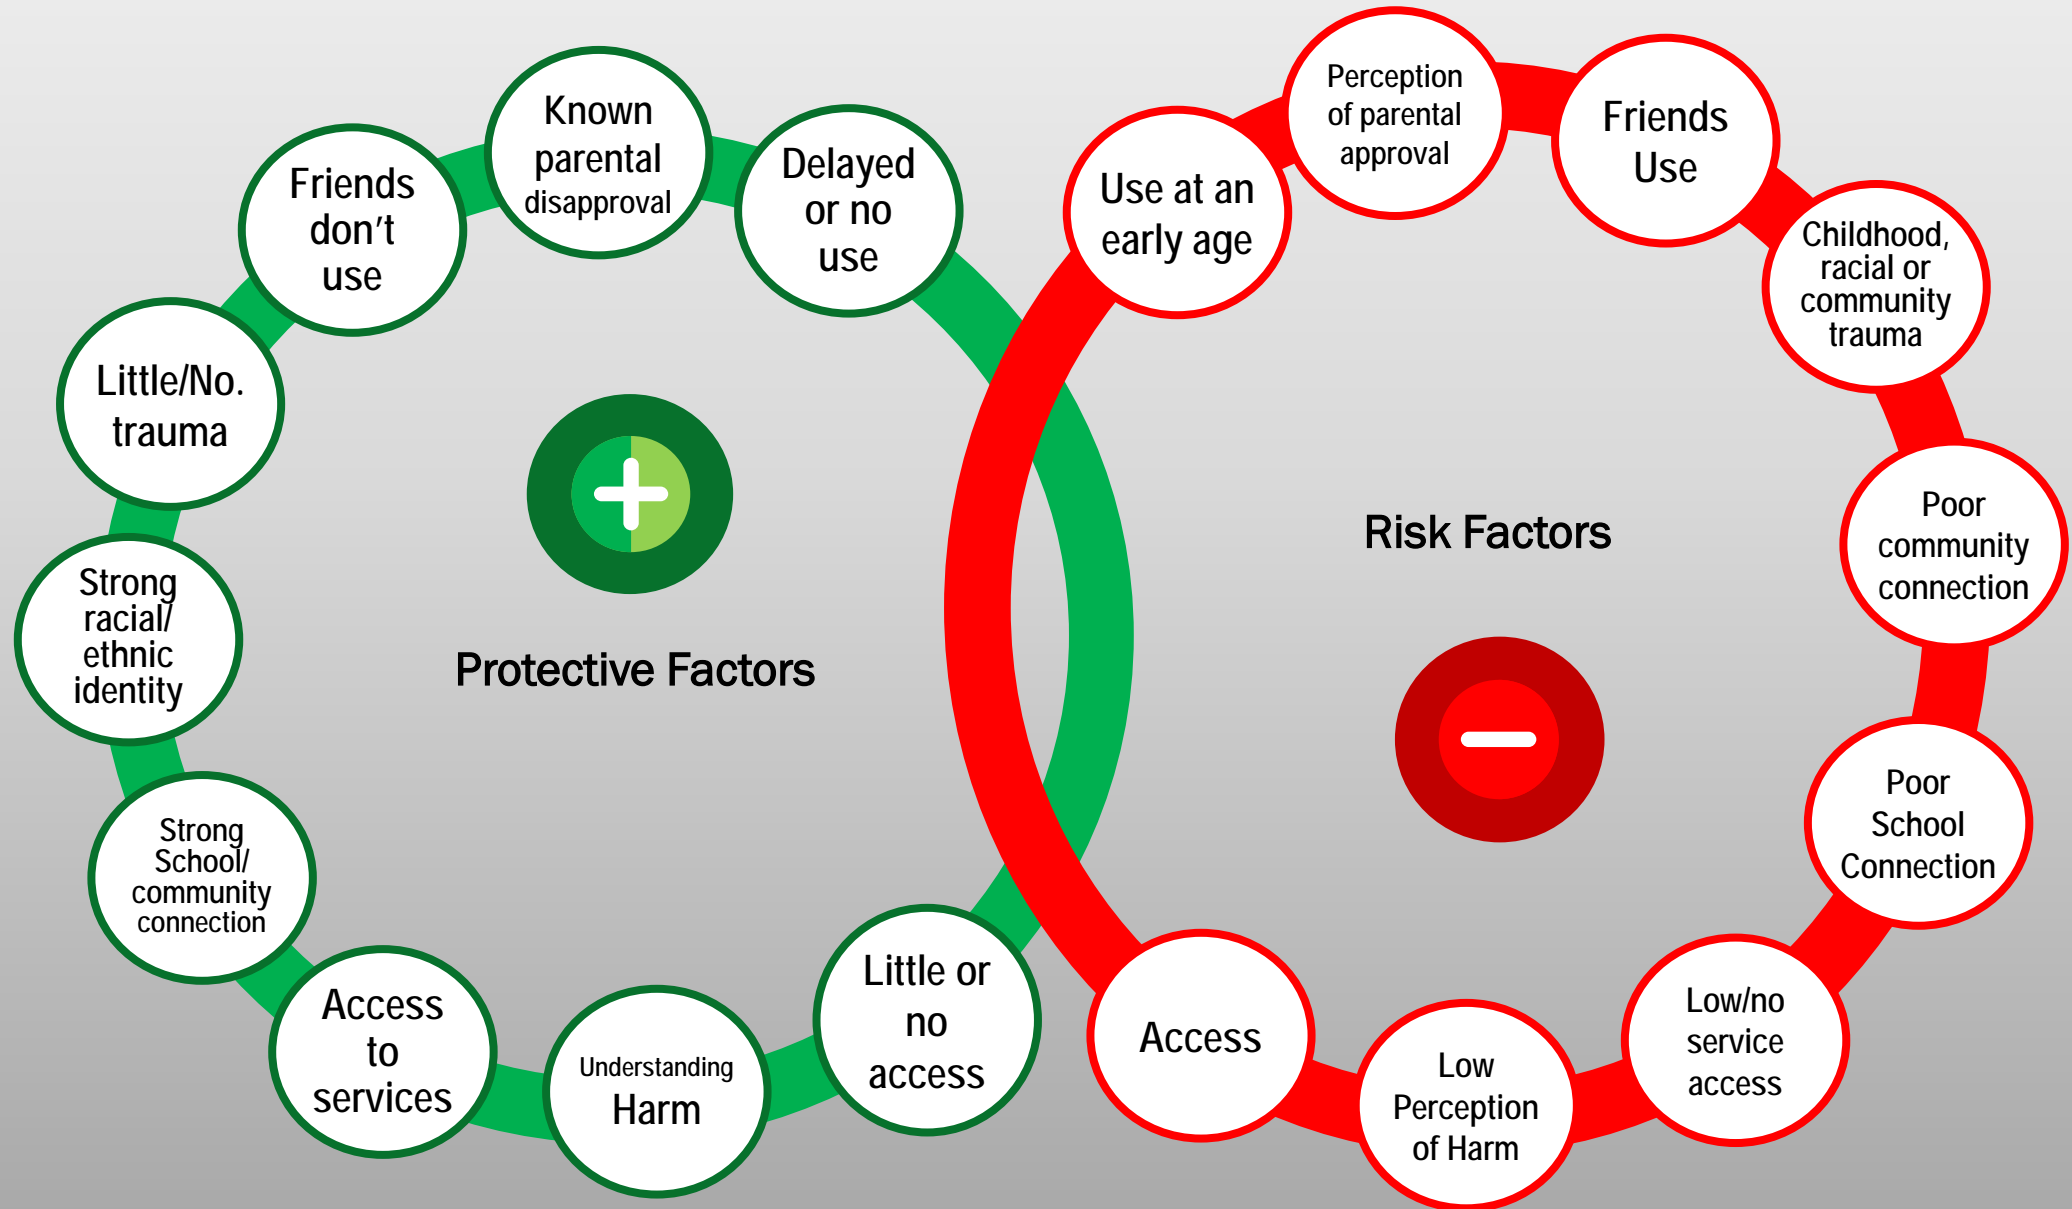 Known
parental
disapproval
Delayed
or no
use
Friends
don't
use
Little/No.
trauma
Strong
racial/
ethnic
identity
Strong
School/
community
connection
Access
to
services
Understanding
Harm
Little or
no
access
Protective Factors
Use at an
early age
Perception
of parental
approval
Friends
Use
Childhood,
racial or
community
trauma
Poor
community
connection
Poor
School
Connection
Low/no
service
access
Low
Perception
of Harm
Access
Risk Factors